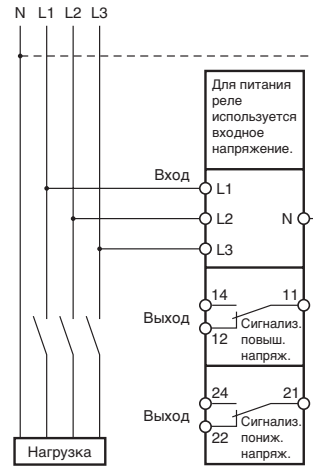 N L1 L2 L3
Для питания
реле
используется
входное
напряжение.
Вход
L1
L2
N
L3
14
11
Выход
12
Сигнализ.
повыш.
напряж.
24
21
Выход
22
Сигнализ.
пониж.
напряж.
Нагрузка